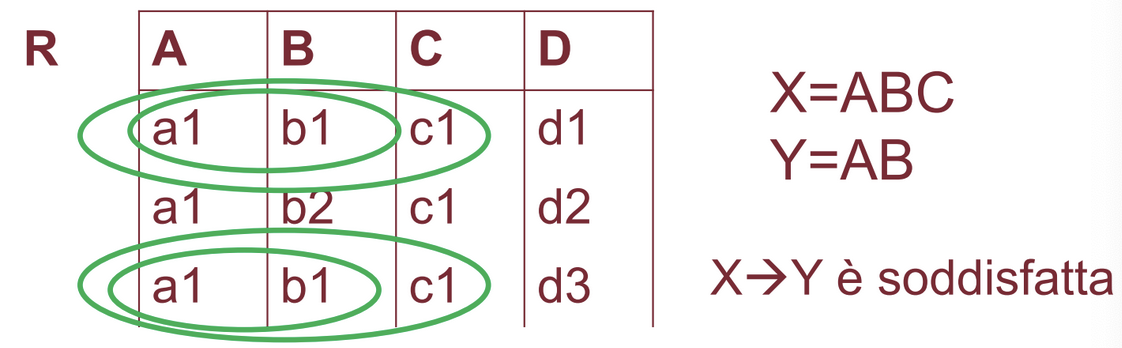 R A B C D
a1 b1 c1 d1
a1 b2 c1 d2
a1 b1 c1 d3
X=ABC
Y=AB
X→Y è soddisfatta